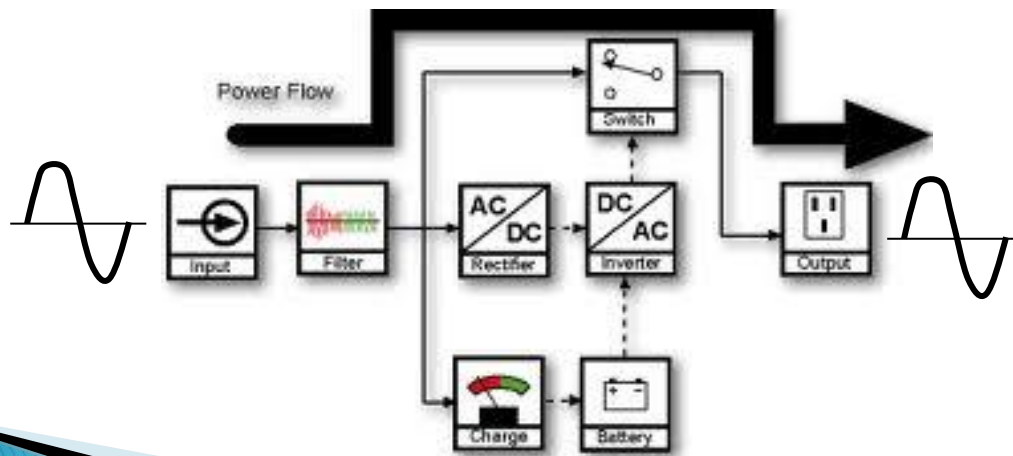 Power Flow
Switch
AC
DC
DC
AC
Input
Filter
Rectifier
Inverter
Output
+ -
Charge
Battery